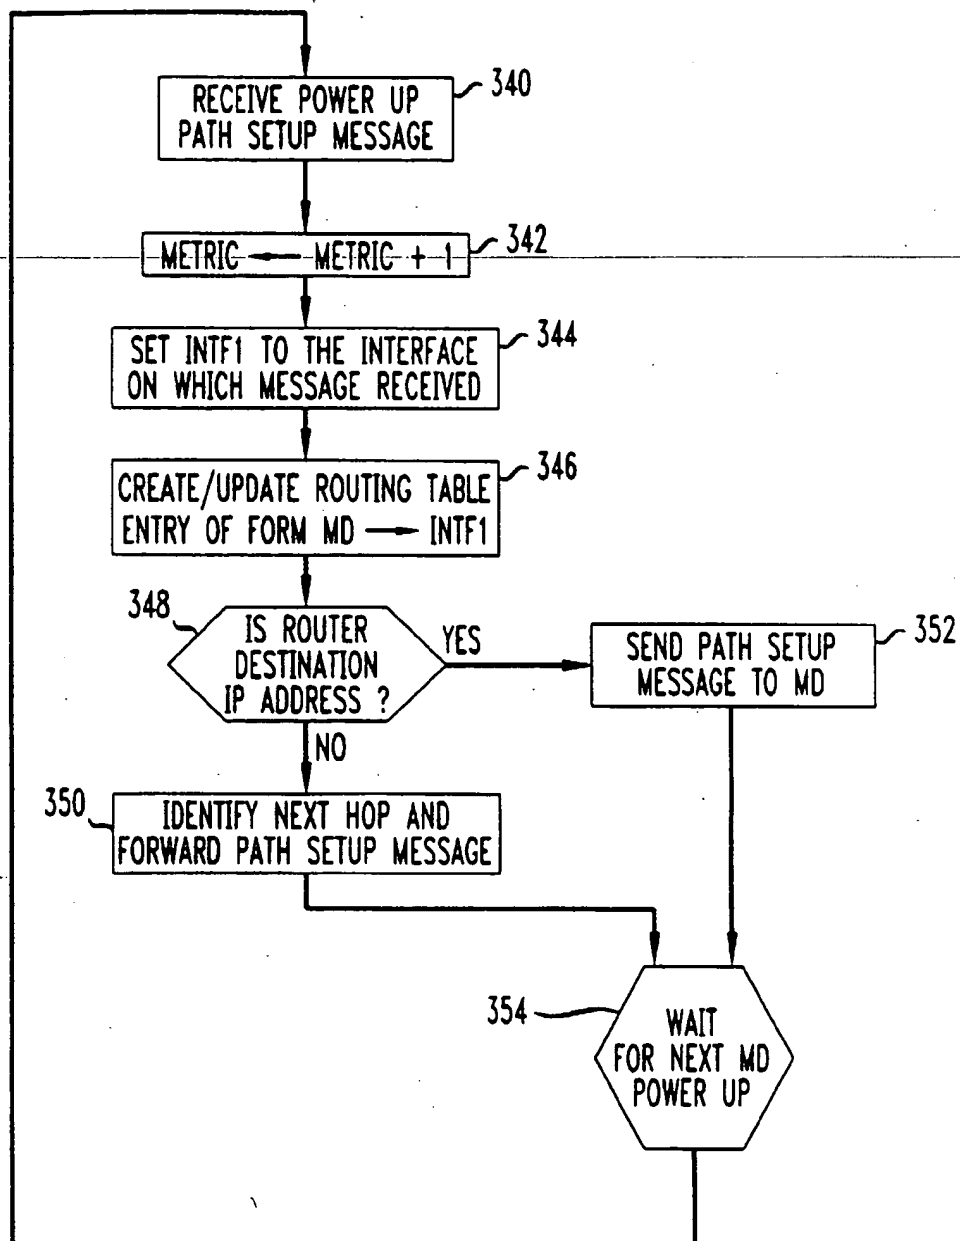 RECEIVE POWER UP
PATH SETUP MESSAGE
340
METRIC ← METRIC + 1
342
SET INTF1 TO THE INTERFACE
ON WHICH MESSAGE RECEIVED
344
CREATE/UPDATE ROUTING TABLE
ENTRY OF FORM MD → INTF1
346
348
IS ROUTER
DESTINATION
IP ADDRESS ?
YES
NO
SEND PATH SETUP
MESSAGE TO MD
352
350
IDENTIFY NEXT HOP AND
FORWARD PATH SETUP MESSAGE
354
WAIT
FOR NEXT MD
POWER UP